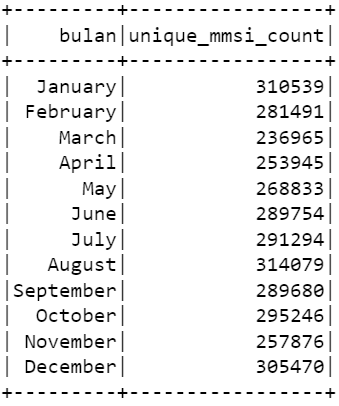 +---------+-----------------+
|    bulan|unique_mmsi_count|
+---------+-----------------+
|  January|           310539|
| February|           281491|
|    March|           236965|
|    April|           253945|
|      May|           268833|
|     June|           289754|
|     July|           291294|
|   August|           314079|
|September|           289680|
|  October|           295246|
| November|           257876|
| December|           305470|
+---------+-----------------+